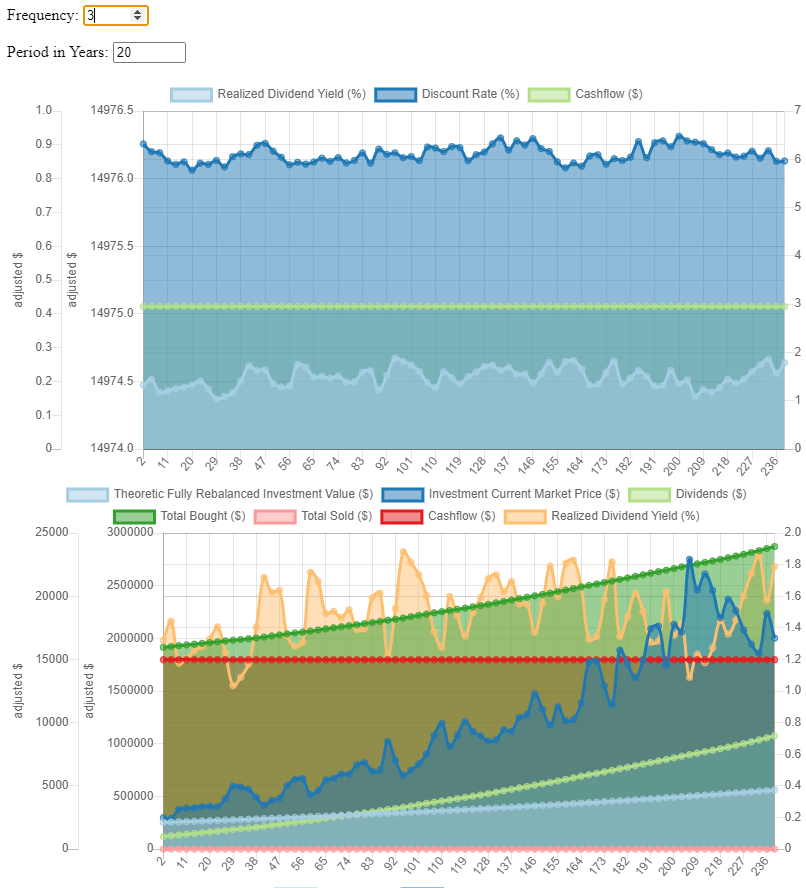 Frequency: 3
Period in Years: 20
Realized Dividend Yield (%) Discount Rate (%) Cashflow ($)
1.0 14976.5 7
0.9
0.8 14976.0 6
0.7 14975.5 5
0.6
adjusted $ adjusted $
0.5 4
0.4 14975.0 3
0.3
0.2 14974.5 2
0.1 1
0 14974.0 0
2 11 20 29 38 47 56 65 74 83 92 101 110 119 128 137 146 155 164 173 182 191 200 209 218 227 236
Theoretic Fully Rebalanced Investment Value ($) Investment Current Market Price ($) Dividends ($)
Total Bought ($) Total Sold ($) Cashflow ($) Realized Dividend Yield (%)
25000 3000000 2.0
1.8
2500000 1.6
20000
2000000 1.4
15000 1.2
adjusted $ adjusted $
1500000 1.0
10000 1000000 0.8
0.6
5000 500000 0.4
0.2
0 0 0
2 11 20 29 38 47 56 65 74 83 92 101 110 119 128 137 146 155 164 173 182 191 200 209 218 227 236